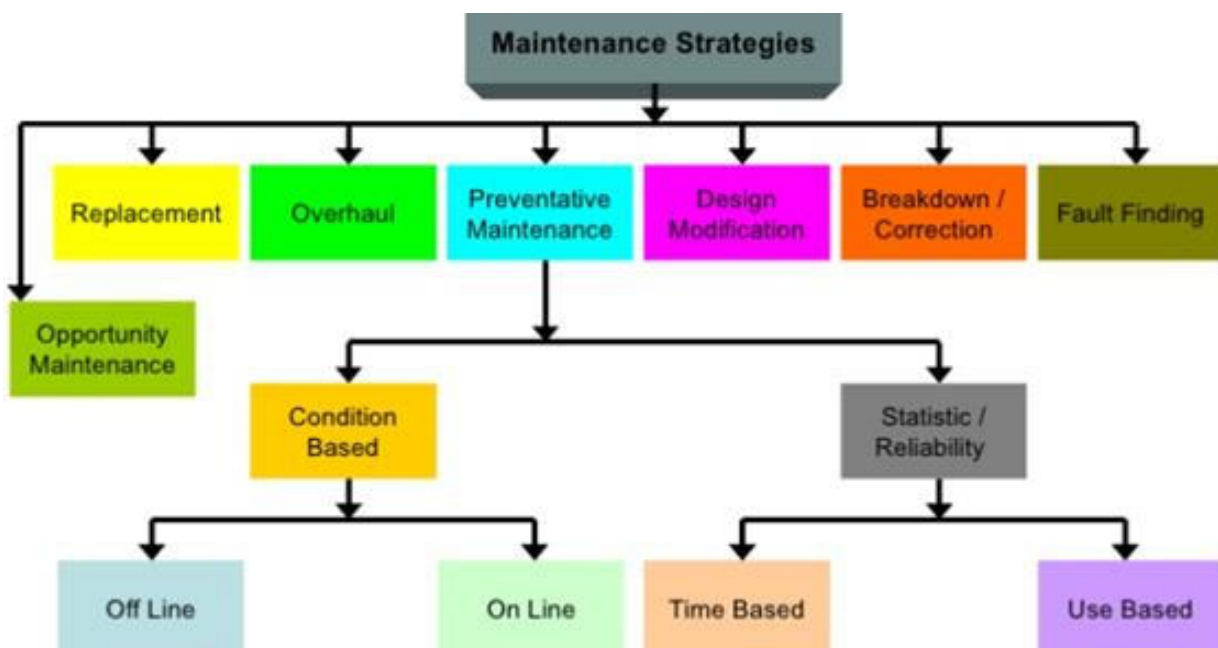 Maintenance Strategies
Replacement
Overhaul
Preventative
Maintenance
Design
Modification
Breakdown /
Correction
Fault Finding
Opportunity
Maintenance
Condition
Based
Statistic /
Reliability
Off Line
On Line
Time Based
Use Based